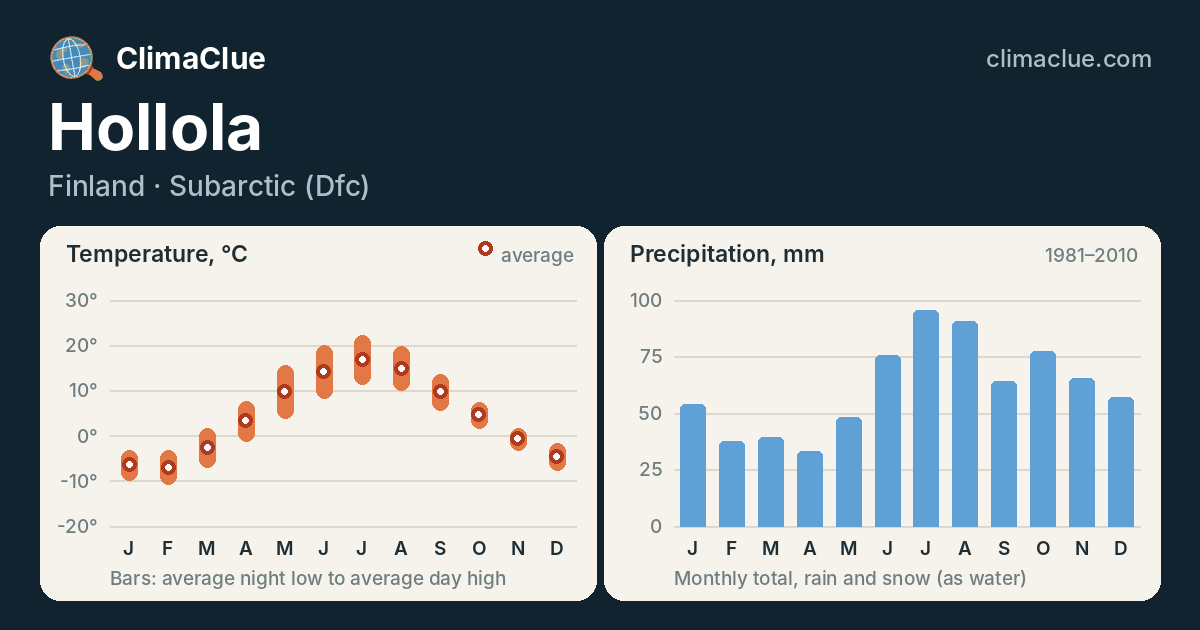 ClimaClue
climaclue.com
Hollola
Finland · Subarctic (Dfc)
Temperature, °C
average
30°
20°
10°
0°
-10°
-20°
J F M A M J J A S O N D
Bars: average night low to average day high
Precipitation, mm
1981–2010
100
75
50
25
0
J F M A M J J A S O N D
Monthly total, rain and snow (as water)